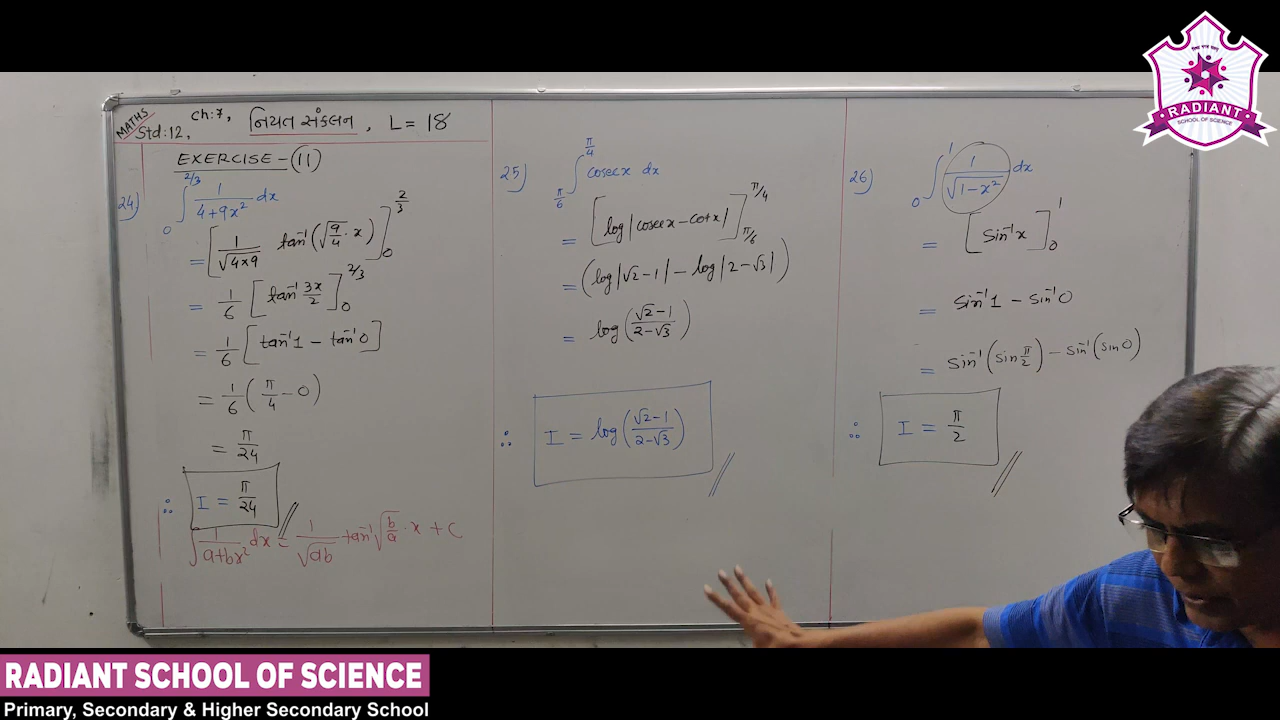 MATHS
Std:12, ch:7, નિયત સંકલન, L = 18
EXERCISE-(11)
24) ∫₀^{2/3} 1/(4+9x²) dx
= [1/√(4×9) tan⁻¹(√(9/4)·x)]₀^{2/3}
= 1/6 [tan⁻¹ 3x/2]₀^{2/3}
= 1/6 [tan⁻¹1 - tan⁻¹0]
= 1/6 (π/4 - 0)
= π/24
∴ I = π/24
∫ 1/(a+bx²) dx = 1/√(ab) tan⁻¹ √(b/a)·x + c
25) ∫_{π/6}^{π/4} cosecx dx
= [log|cosecx-cotx|]_{π/6}^{π/4}
= (log|√2-1| - log|2-√3|)
= log((√2-1)/(2-√3))
∴ I = log((√2-1)/(2-√3))
26) ∫₀^1 1/√(1-x²) dx
= [Sin⁻¹x]₀^1
= Sin⁻¹1 - Sin⁻¹0
= Sin⁻¹(Sin π/2) - Sin⁻¹(Sin 0)
∴ I = π/2
RADIANT
SCHOOL OF SCIENCE
RADIANT SCHOOL OF SCIENCE
Primary, Secondary & Higher Secondary School